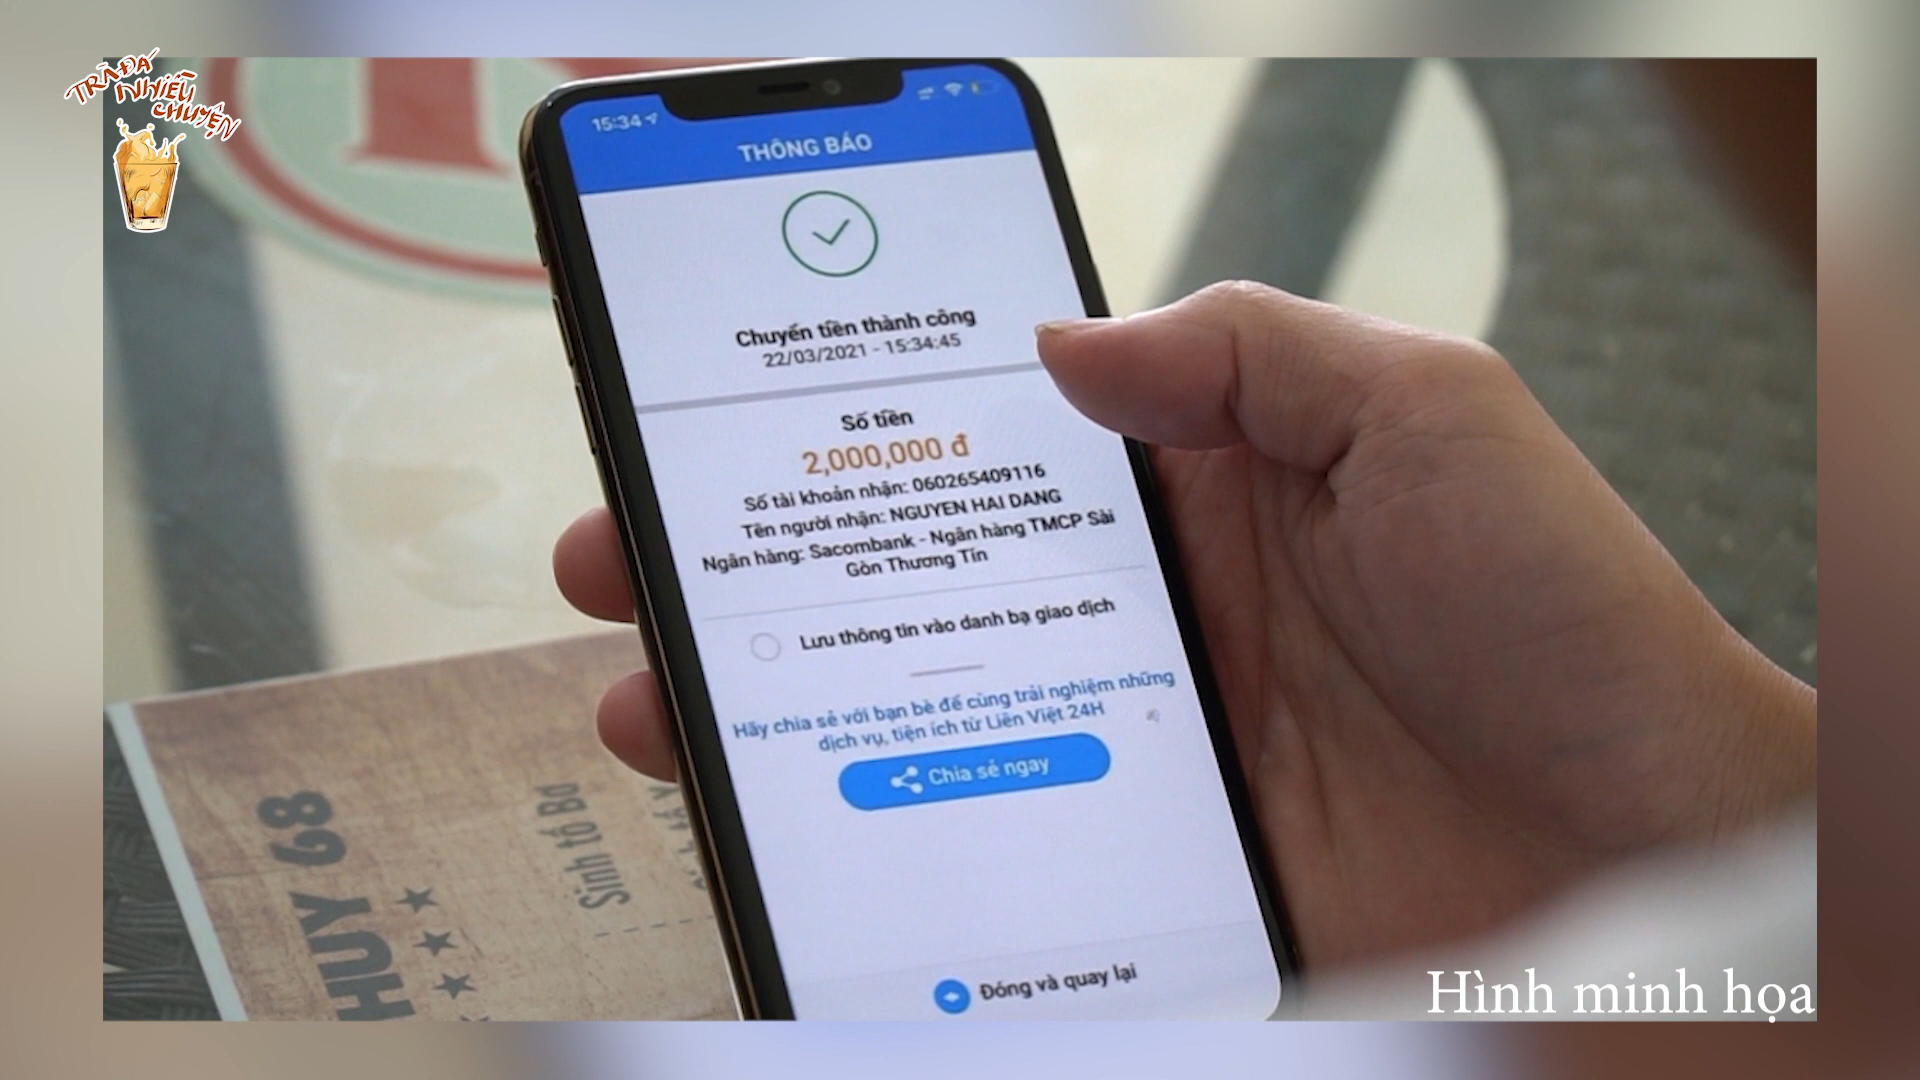 TRÀ ĐÁ
NHIỀU
CHUYỆN
15:34
THÔNG BÁO
Chuyển tiền thành công
22/03/2021 - 15:34:45
Số tiền
2,000,000 đ
Số tài khoản nhận: 060265409116
Tên người nhận: NGUYEN HAI DANG
Ngân hàng: Sacombank - Ngân hàng TMCP Sài
Gòn Thương Tín
Lưu thông tin vào danh bạ giao dịch
Hãy chia sẻ với bạn bè để cùng trải nghiệm những
dịch vụ, tiện ích từ Liên Việt 24H
Chia sẻ ngay
Đóng và quay lại
HUY 68
Sinh tố Bơ
Hình minh họa